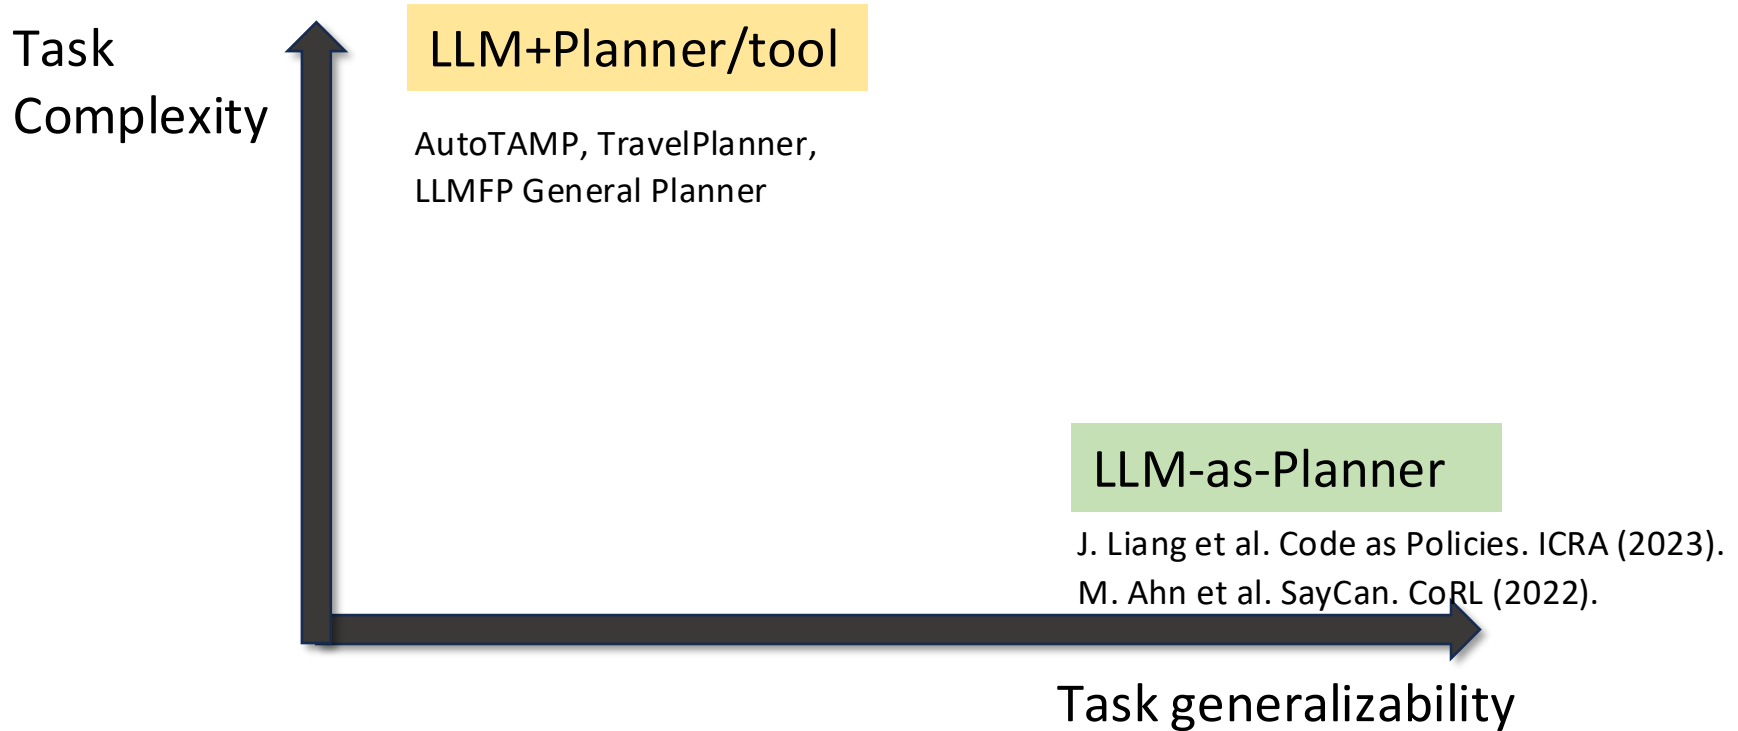 Task
Complexity
LLM+Planner/tool
AutoTAMP, TravelPlanner,
LLMFP General Planner
LLM-as-Planner
J. Liang et al. Code as Policies. ICRA (2023).
M. Ahn et al. SayCan. CoRL (2022).
Task generalizability